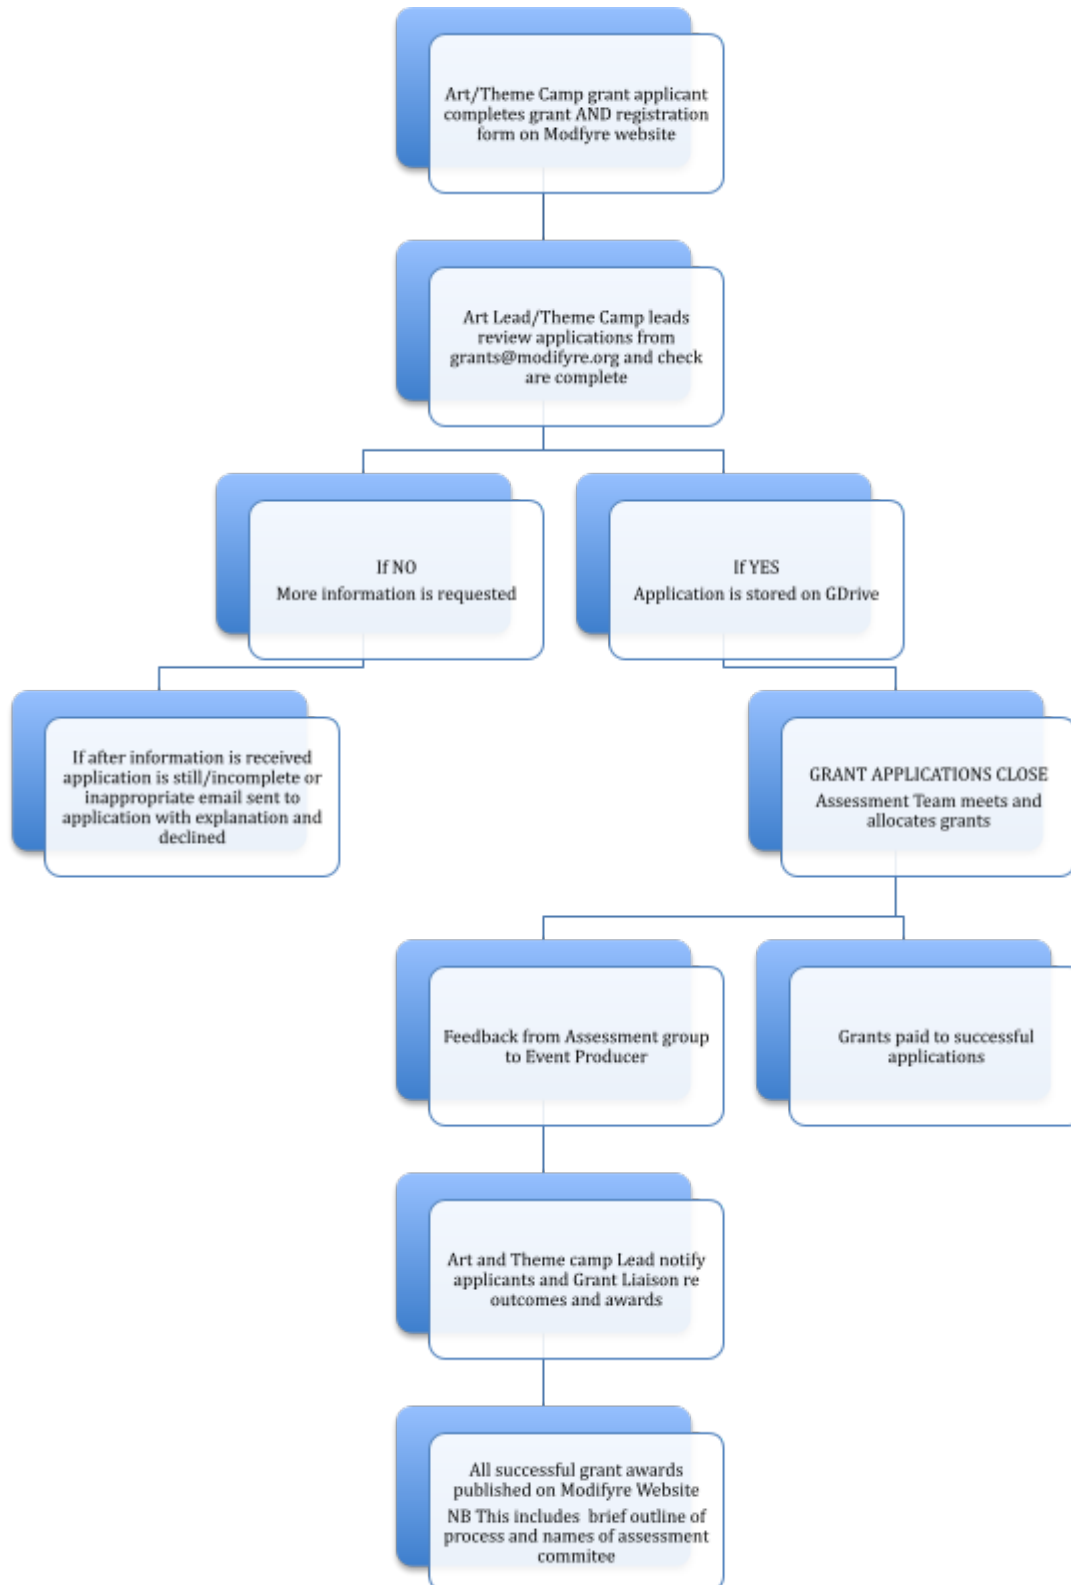 Art/Theme Camp grant applicant
completes grant AND registration
form on Modfyre website
Art Lead/Theme Camp leads
review applications from
grants@modifyre.org and check
are complete
If NO
More information is requested
If YES
Application is stored on GDrive
If after information is received
application is still/incomplete or
inappropriate email sent to
application with explanation and
declined
GRANT APPLICATIONS CLOSE
Assessment Team meets and
allocates grants
Feedback from Assessment group
to Event Producer
Grants paid to successful
applications
Art and Theme camp Lead notify
applicants and Grant Liaison re
outcomes and awards
All successful grant awards
published on Modifyre Website
NB This includes  brief outline of
process and names of assessment
commitee